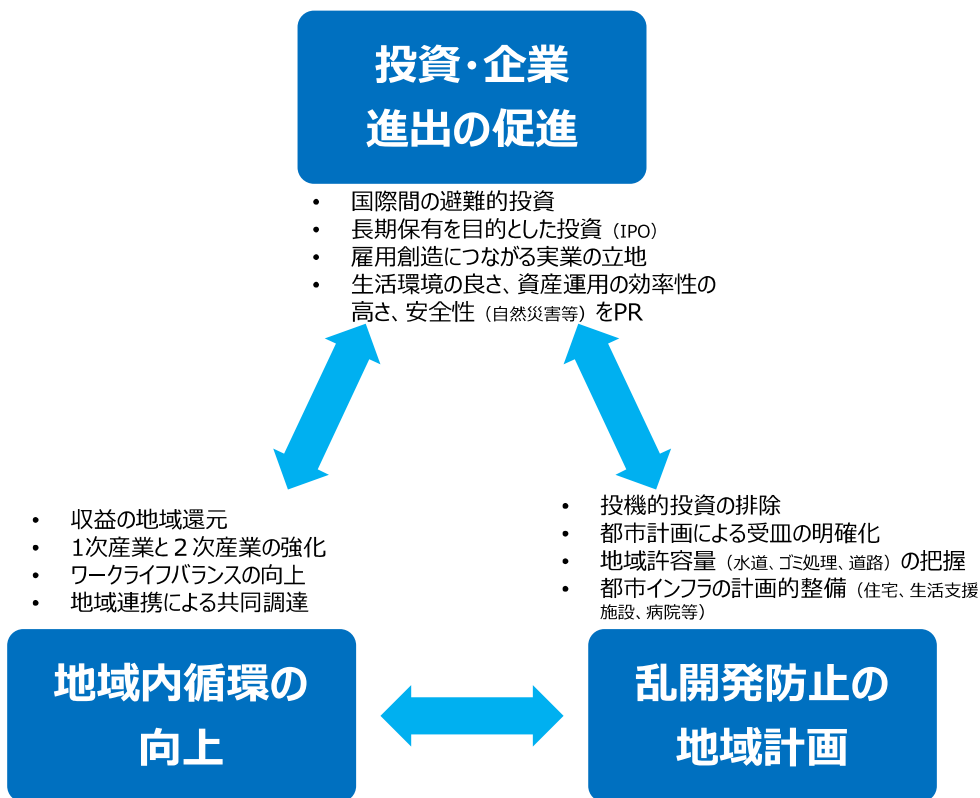 投資・企業
進出の促進
• 国際間の避難的投資
• 長期保有を目的とした投資（IPO）
• 雇用創造につながる実業の立地
• 生活環境の良さ、資産運用の効率性の
高さ、安全性（自然災害等）をPR
• 収益の地域還元
• 1次産業と２次産業の強化
• ワークライフバランスの向上
• 地域連携による共同調達
地域内循環の
向上
• 投機的投資の排除
• 都市計画による受皿の明確化
• 地域許容量（水道、ゴミ処理、道路）の把握
• 都市インフラの計画的整備（住宅、生活支援
施設、病院等）
乱開発防止の
地域計画